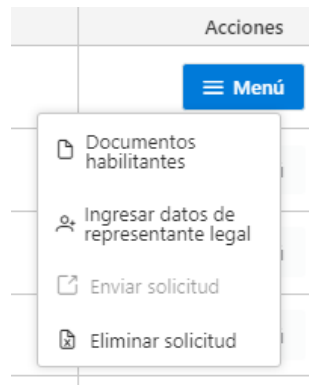 Acciones
Menú
Documentos
habilitantes
Ingresar datos de
representante legal
Enviar solicitud
Eliminar solicitud